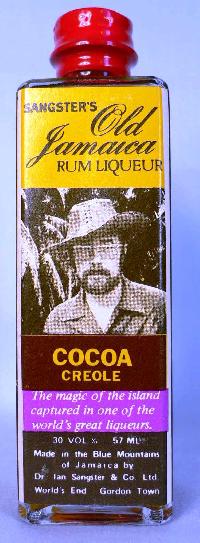 SANGSTER'S
Old
Jamaica
RUM LIQUEUR
COCOA
CREOLE
The magic of the island
captured in one of the
world's great liqueurs.
30 VOL % 57 ML
Made in the Blue Mountains
of Jamaica by
Dr Ian Sangster & Co. Ltd.
World's End Gordon Town